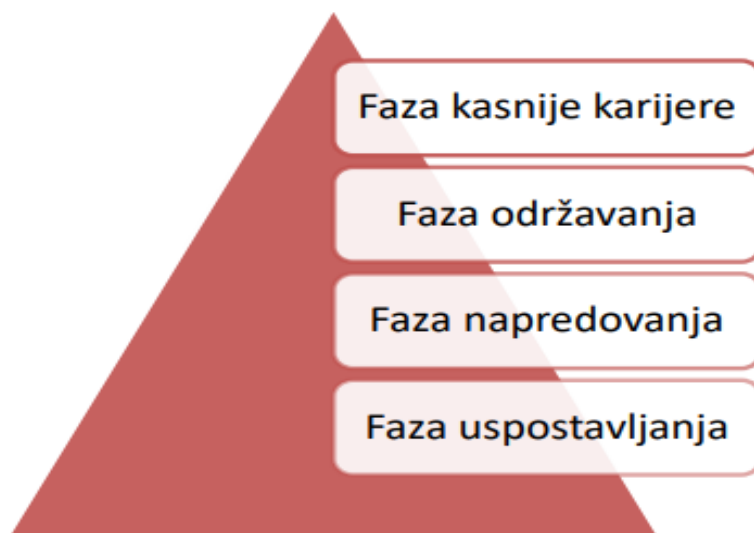 Faza kasnije karijere
Faza održavanja
Faza napredovanja
Faza uspostavljanja